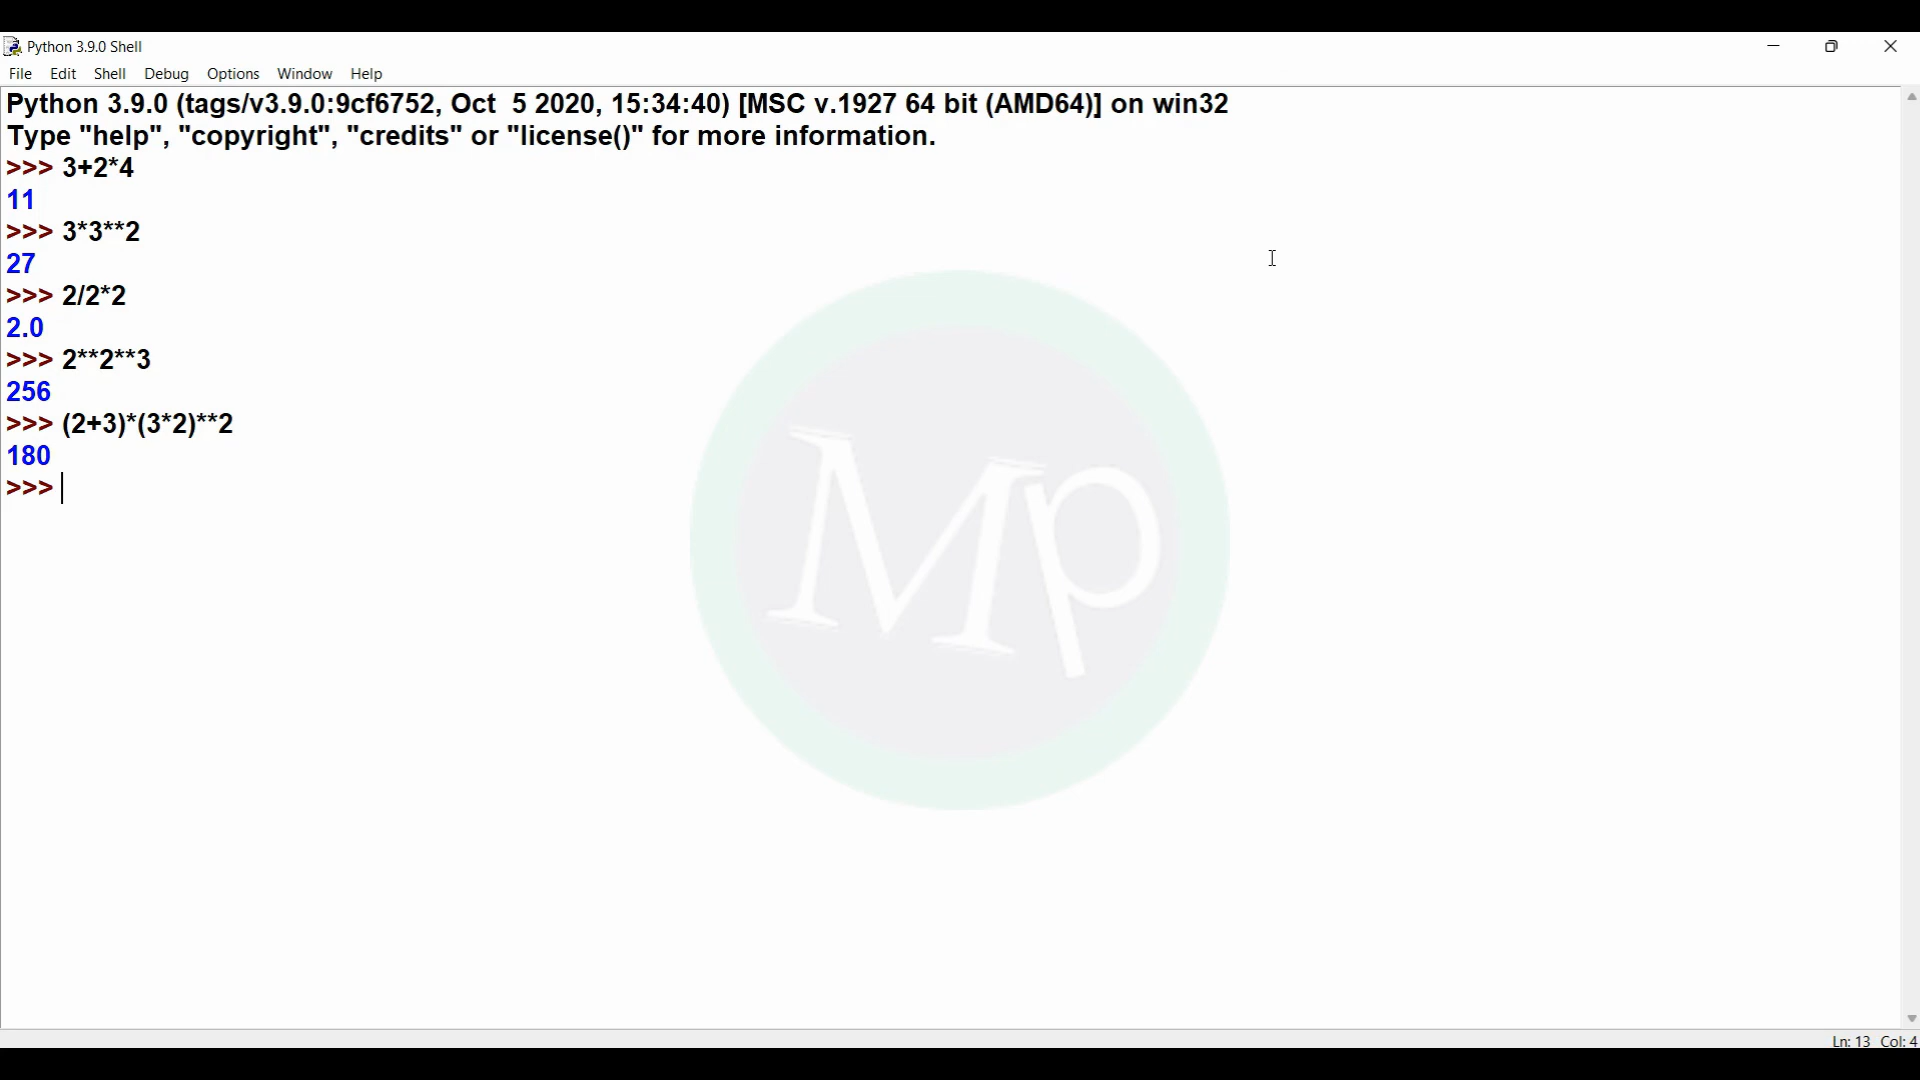 Python 3.9.0 Shell
File Edit Shell Debug Options Window Help
Python 3.9.0 (tags/v3.9.0:9cf6752, Oct  5 2020, 15:34:40) [MSC v.1927 64 bit (AMD64)] on win32
Type "help", "copyright", "credits" or "license()" for more information.
>>> 3+2*4
11
>>> 3*3**2
27
>>> 2/2*2
2.0
>>> 2**2**3
256
>>> (2+3)*(3*2)**2
180
>>>
Mp
Ln: 13 Col: 4